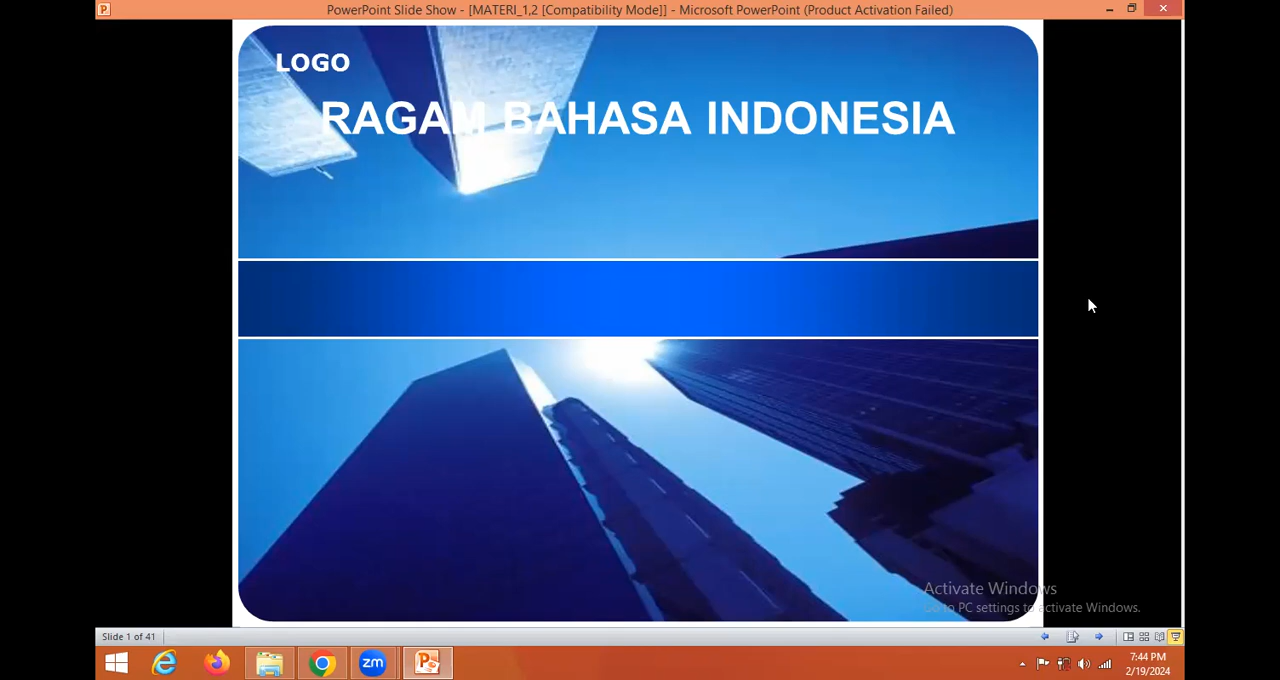 PowerPoint Slide Show - [MATERI_1,2 [Compatibility Mode]] - Microsoft PowerPoint (Product Activation Failed)
LOGO
RAGAM BAHASA INDONESIA
Activate Windows
Go to PC settings to activate Windows.
Slide 1 of 41
zm
7:44 PM
2/19/2024